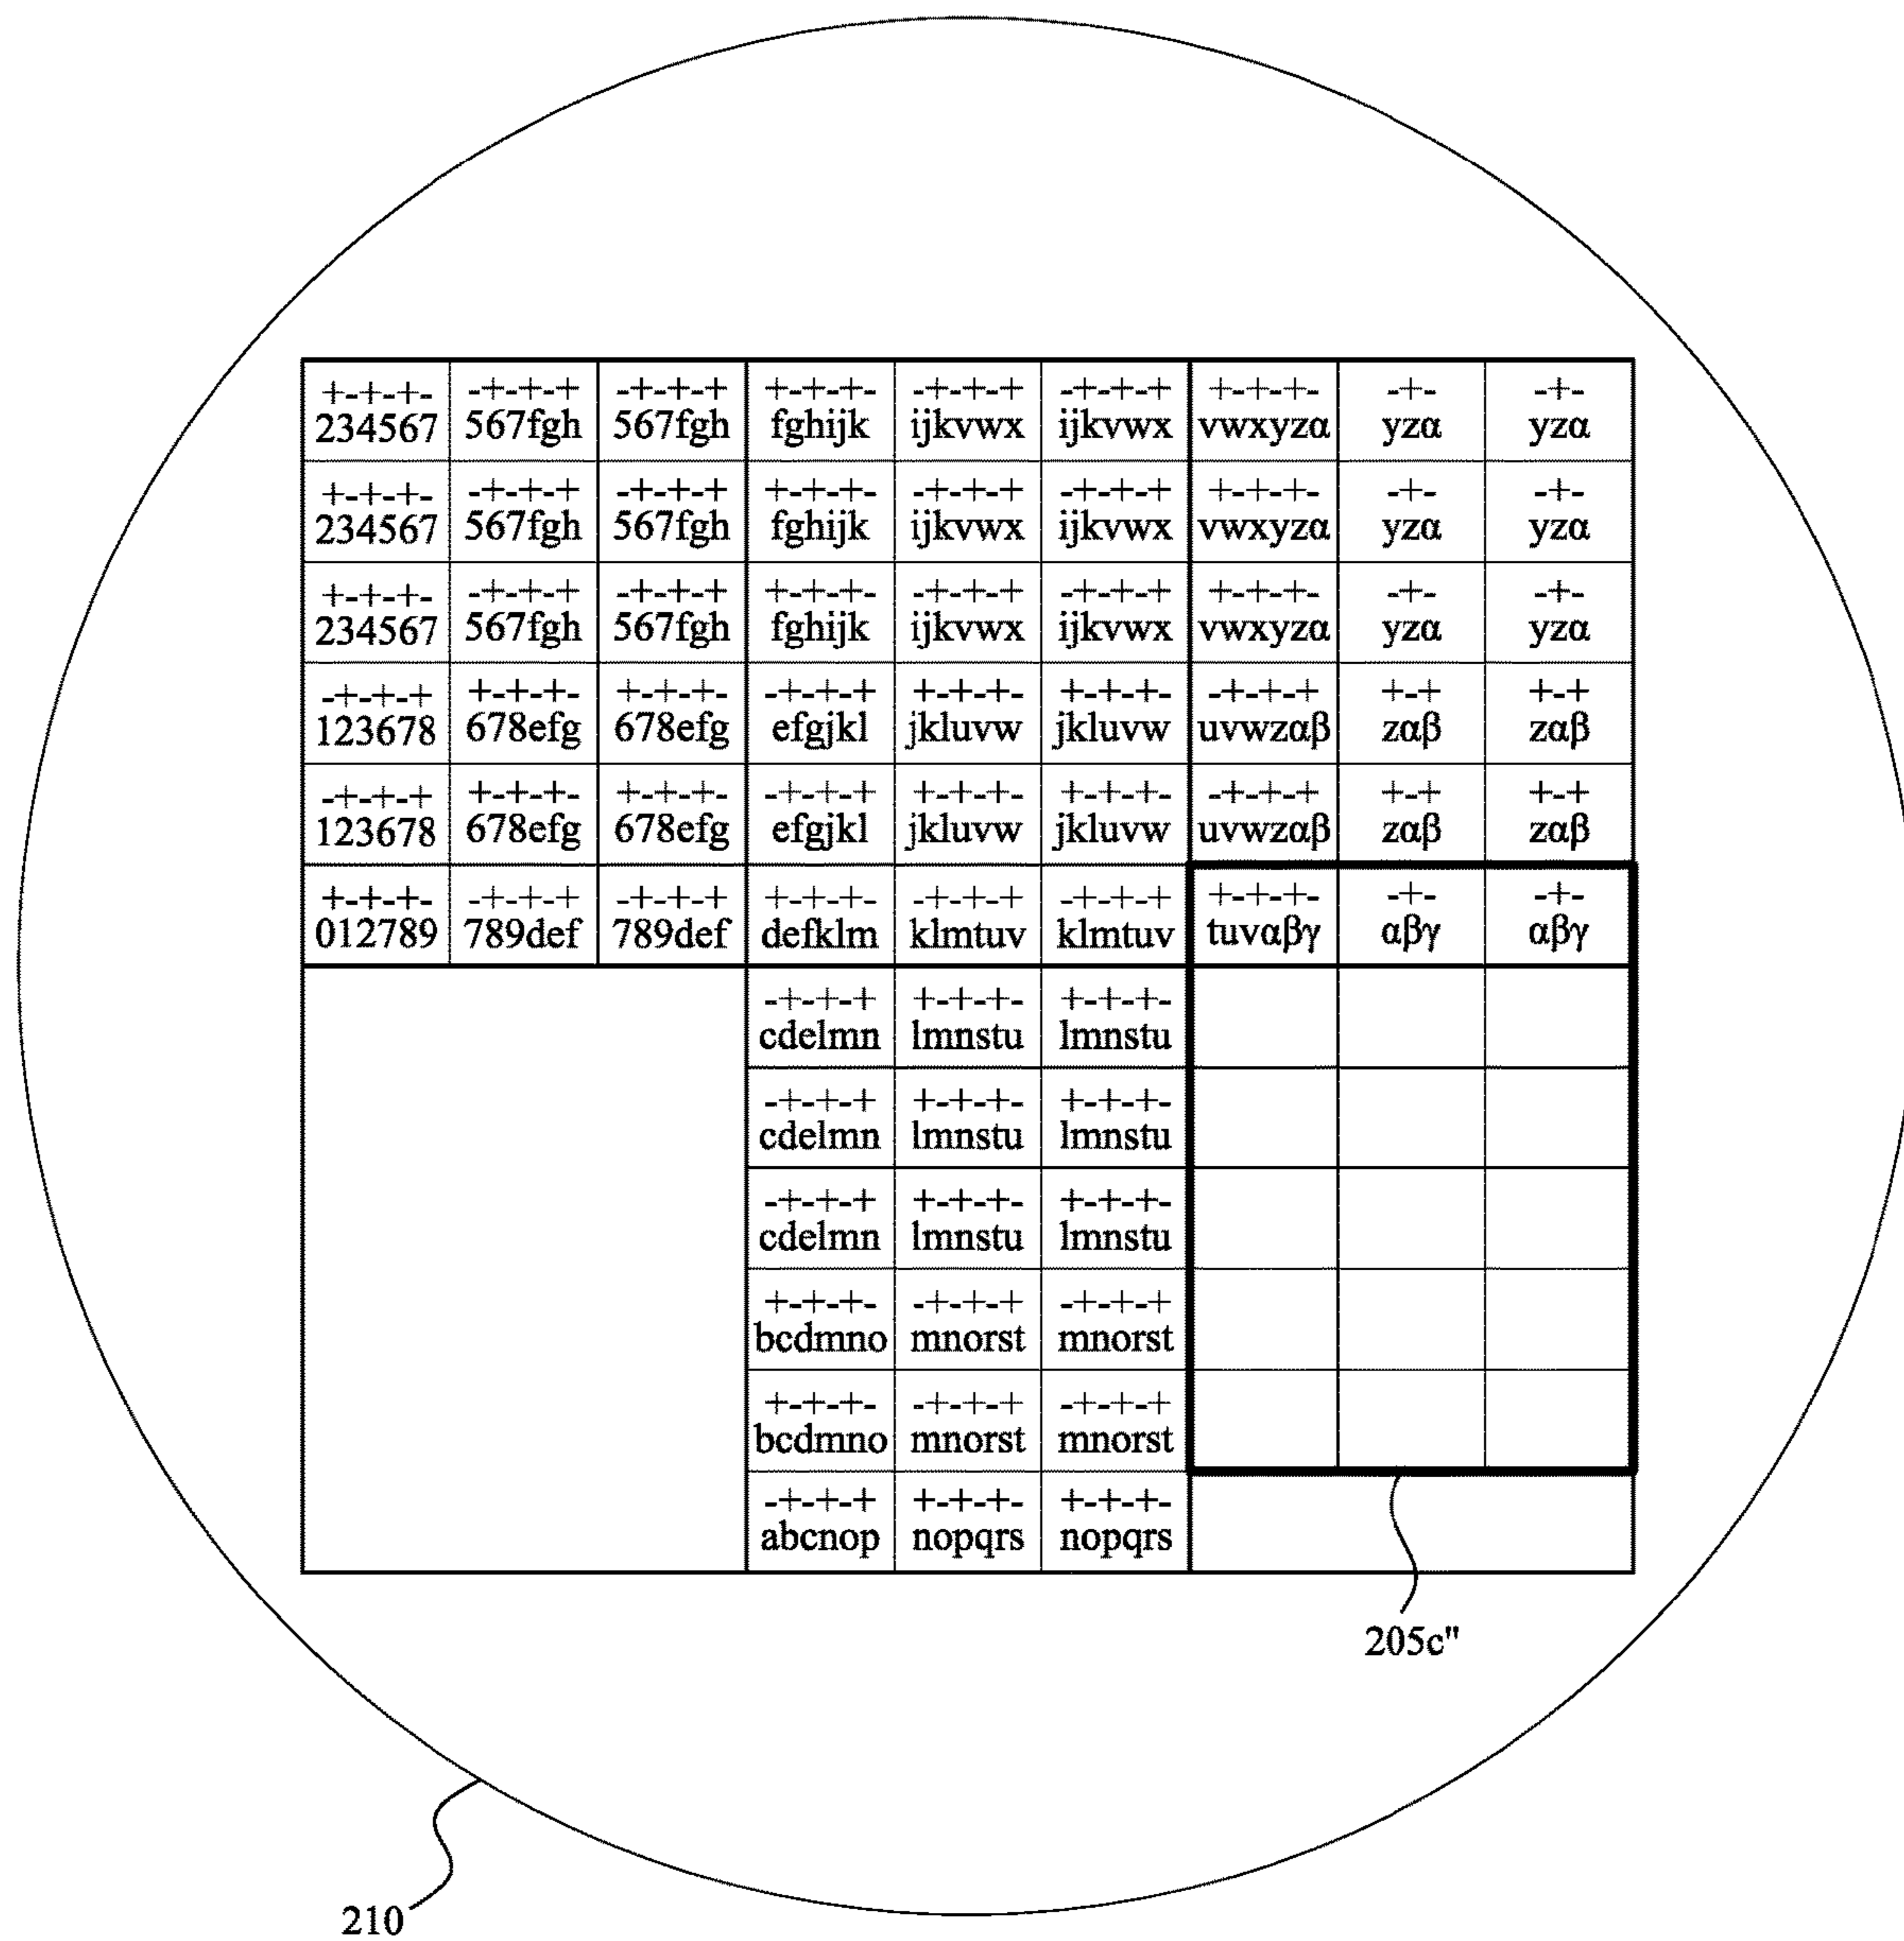 +-+-+- -+-+-+ -+-+-+ +-+-+- -+-+-+ -+-+-+ +-+-+- -+- -+-
234567 567fgh 567fgh fghijk ijkvwx ijkvwx vwxyzα yzα yzα
+-+-+- -+-+-+ -+-+-+ +-+-+- -+-+-+ -+-+-+ +-+-+- -+- -+-
234567 567fgh 567fgh fghijk ijkvwx ijkvwx vwxyzα yzα yzα
+-+-+- -+-+-+ -+-+-+ +-+-+- -+-+-+ -+-+-+ +-+-+- -+- -+-
234567 567fgh 567fgh fghijk ijkvwx ijkvwx vwxyzα yzα yzα
-+-+-+ +-+-+- +-+-+- -+-+-+ +-+-+- +-+-+- -+-+-+ +-+ +-+
123678 678efg 678efg efgjkl jkluvw jkluvw uvwzαβ zαβ zαβ
-+-+-+ +-+-+- +-+-+- -+-+-+ +-+-+- +-+-+- -+-+-+ +-+ +-+
123678 678efg 678efg efgjkl jkluvw jkluvw uvwzαβ zαβ zαβ
+-+-+- -+-+-+ -+-+-+ +-+-+- -+-+-+ -+-+-+ +-+-+- -+- -+-
012789 789def 789def defklm klmtuv klmtuv tuvαβγ αβγ αβγ
-+-+-+ +-+-+- +-+-+-
cdelmn lmnstu lmnstu
-+-+-+ +-+-+- +-+-+-
cdelmn lmnstu lmnstu
-+-+-+ +-+-+- +-+-+-
cdelmn lmnstu lmnstu
+-+-+- -+-+-+ -+-+-+
bcdmno mnorst mnorst
+-+-+- -+-+-+ -+-+-+
bcdmno mnorst mnorst
-+-+-+ +-+-+- +-+-+-
abcnop nopqrs nopqrs
205c"
210